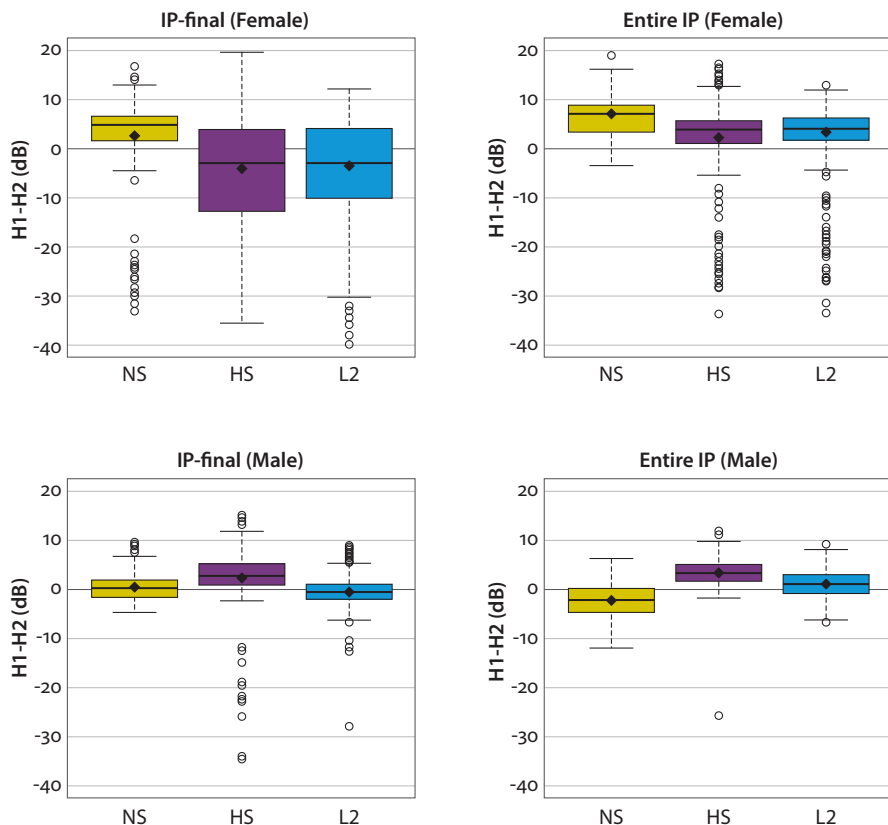 IP-final (Female)
H1-H2 (dB)
20
10
0
-10
-20
-30
-40
NS HS L2
Entire IP (Female)
H1-H2 (dB)
20
10
0
-10
-20
-30
-40
NS HS L2
IP-final (Male)
H1-H2 (dB)
20
10
0
-10
-20
-30
-40
NS HS L2
Entire IP (Male)
H1-H2 (dB)
20
10
0
-10
-20
-30
-40
NS HS L2